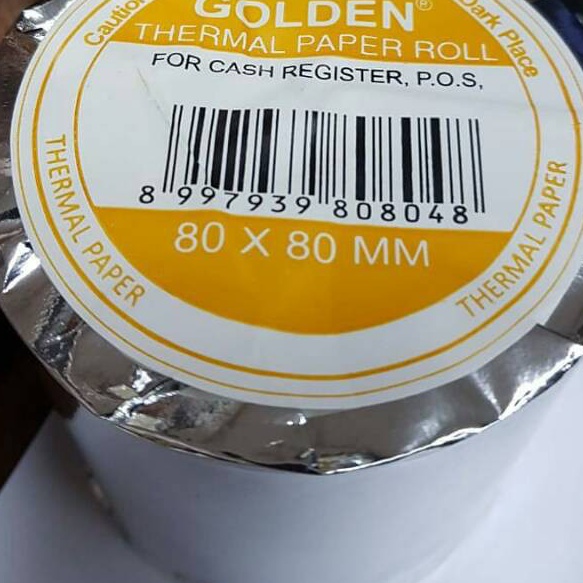 Caution
Dark Place
GOLDEN®
THERMAL PAPER ROLL
FOR CASH REGISTER, P.O.S,
8 997939 808048
80 X 80 MM
THERMAL PAPER
THERMAL PAPER